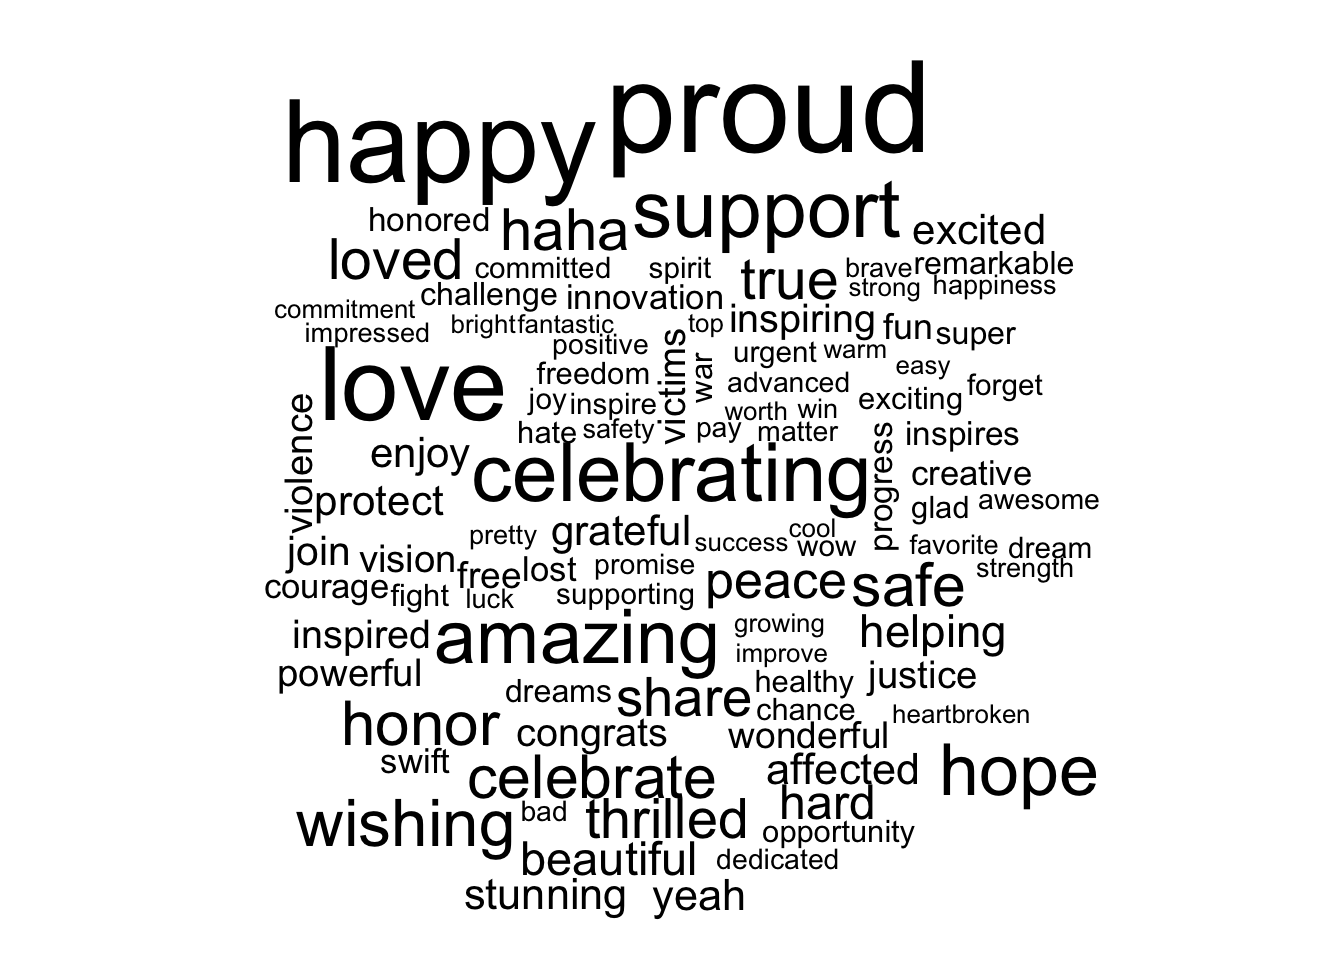 happy proud
honored haha support excited
loved committed spirit true brave remarkable
commitment challenge innovation strong happiness
impressed bright fantastic top inspiring fun super
positive victims war urgent warm easy
love freedom advanced forget
violence joy inspire worth win exciting
hate safety pay matter progress inspires
enjoy celebrating creative
protect glad awesome
pretty grateful success cool wow favorite dream
join vision free lost promise peace safe strength
courage fight luck supporting
inspired amazing growing helping
powerful improve
dreams share healthy justice
honor congrats chance heartbroken
wonderful
swift celebrate affected hope
wishing bad thrilled hard opportunity
beautiful dedicated
stunning yeah